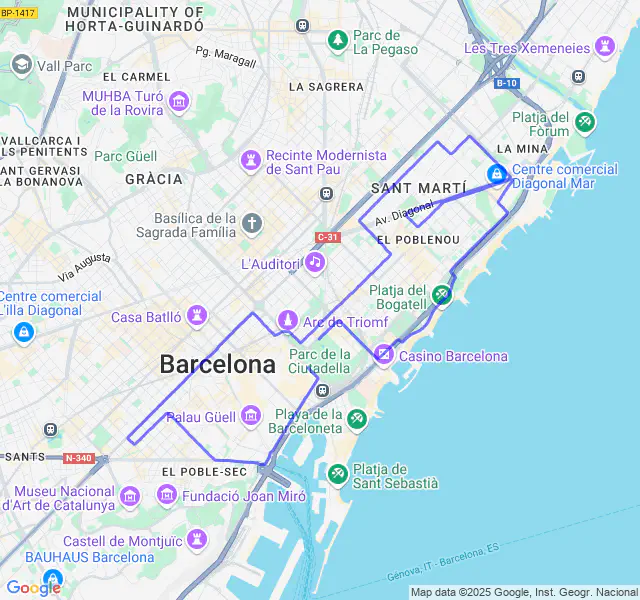 BP-1417
MUNICIPALITY OF
HORTA-GUINARDÓ
Parc de
La Pegaso
Les Tres Xemeneies
Pg. Maragall
Vall Parc
EL CARMEL
LA SAGRERA
B-10
MUHBA Turó
de la Rovira
Platja del
Fòrum
VALLCARCA I
LS PENITENTS
Parc Güell
Recinte Modernista
de Sant Pau
LA MINA
ANT GERVASI
LA BONANOVA
GRÀCIA
SANT MARTÍ
Centre comercial
Diagonal Mar
Av. Diagonal
Basílica de la
Sagrada Família
C-31
EL POBLENOU
Via Augusta
L'Auditori
Platja del
Bogatell
Centre comercial
L'illa Diagonal
Casa Batlló
Arc de Triomf
Barcelona
Parc de la
Ciutadella
Casino Barcelona
Palau Güell
Playa de la
Barceloneta
SANTS
N-340
EL POBLE-SEC
Platja de
Sant Sebastià
Museu Nacional
d'Art de Catalunya
Fundació Joan Miró
Castell de Montjuïc
BAUHAUS Barcelona
Génova, IT - Barcelona, ES
Google
Map data ©2025 Google, Inst. Geogr. Nacional